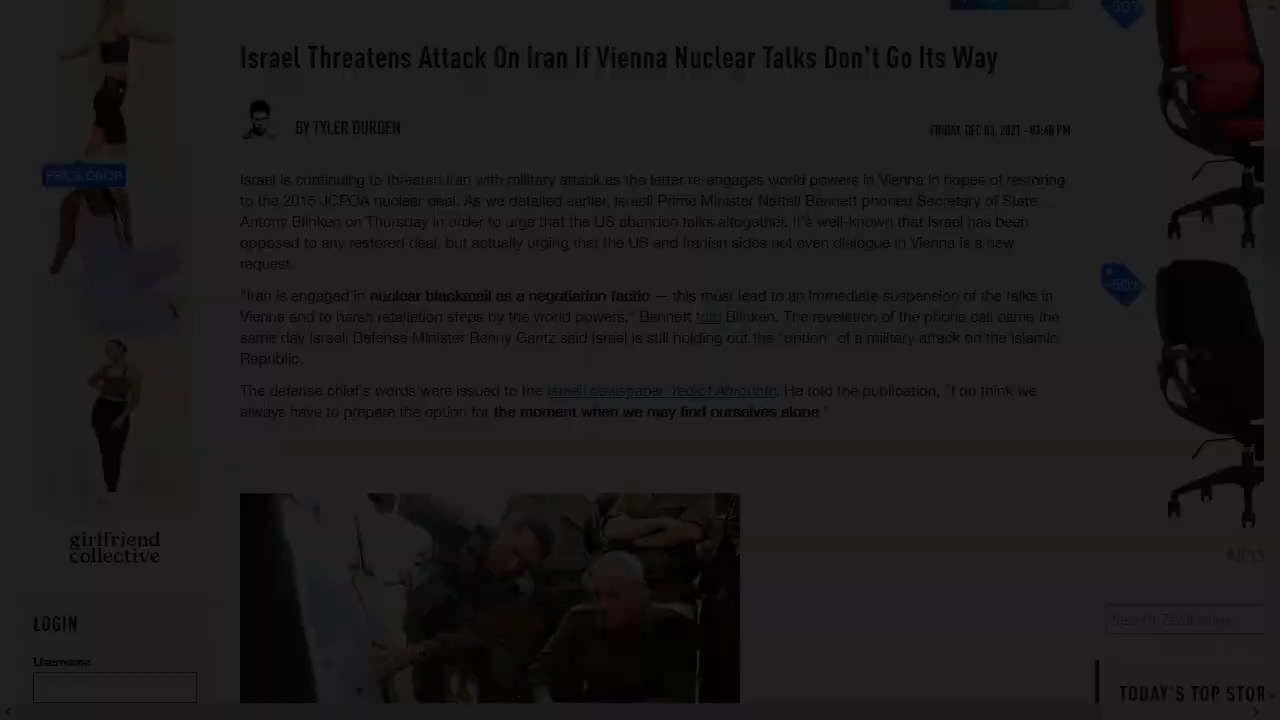 -50%
Israel Threatens Attack On Iran If Vienna Nuclear Talks Don't Go Its Way
BY TYLER DURDEN
FRIDAY, DEC 03, 2021 - 03:40 PM
Israel is continuing to threaten Iran with military attack as the latter re-engages world powers in Vienna in hopes of restoring
to the 2015 JCPOA nuclear deal. As we detailed earlier, Israeli Prime Minister Naftali Bennett phoned Secretary of State
Antony Blinken on Thursday in order to urge that the US abandon talks altogether. It's well-known that Israel has been
opposed to any restored deal, but actually urging that the US and Iranian sides not even dialogue in Vienna is a new
request.
PRICE DROP
"Iran is engaged in nuclear blackmail as a negotiation tactic — this must lead to an immediate suspension of the talks in
Vienna and to harsh retaliation steps by the world powers," Bennett told Blinken. The revelation of the phone call came the
same day Israeli Defense Minister Benny Gantz said Israel is still holding out the "option" of a military attack on the Islamic
Republic.
-50%
The defense chief's words were issued to the Israeli newspaper Yediot Ahronoth. He told the publication, "I do think we
always have to prepare the option for the moment when we may find ourselves alone."
girlfriend
collective
LOGIN
Username
Search ZeroHedge
TODAY'S TOP STOR